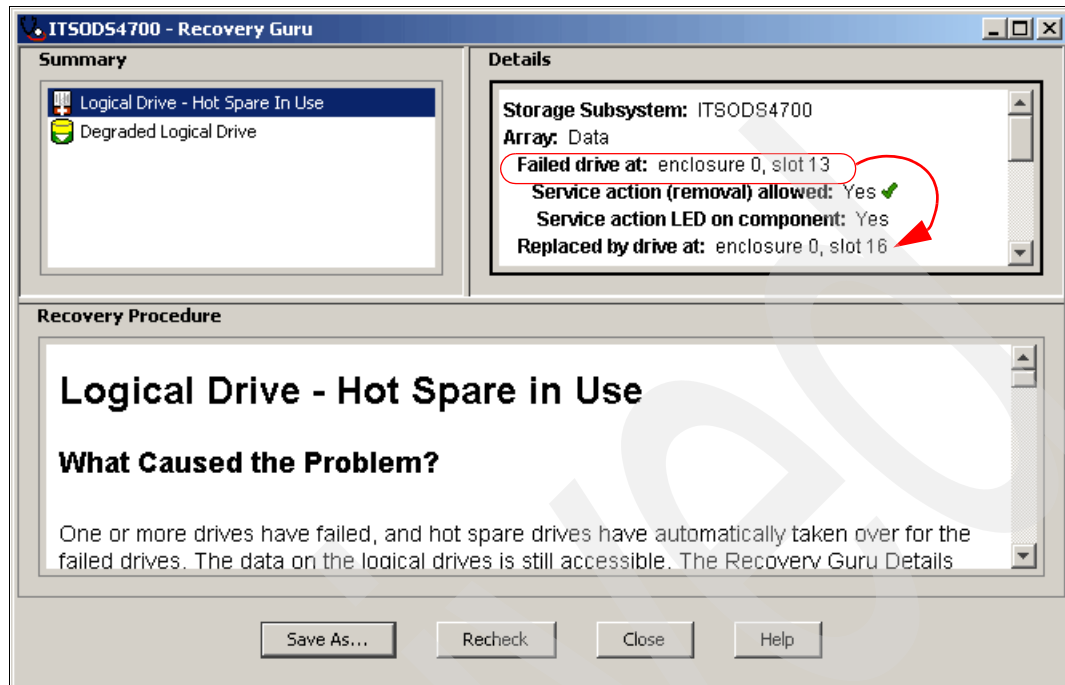 ITSODS4700 - Recovery Guru
Summary
Logical Drive - Hot Spare In Use
Degraded Logical Drive
Details
Storage Subsystem: ITSODS4700
Array: Data
Failed drive at: enclosure 0, slot 13
Service action (removal) allowed: Yes
Service action LED on component: Yes
Replaced by drive at: enclosure 0, slot 16
Recovery Procedure
Logical Drive - Hot Spare in Use
What Caused the Problem?
One or more drives have failed, and hot spare drives have automatically taken over for the
failed drives. The data on the logical drives is still accessible. The Recovery Guru Details
Save As...
Recheck
Close
Help